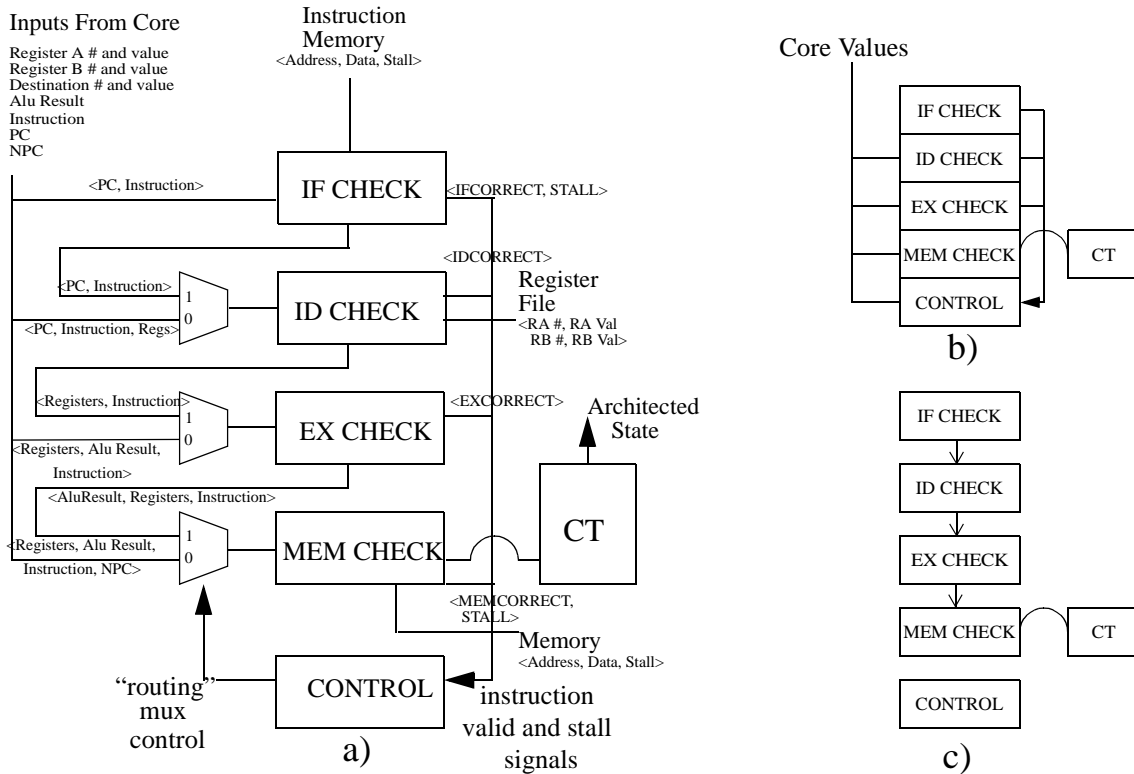 Inputs From Core
Register A # and value
Register B # and value
Destination # and value
Alu Result
Instruction
PC
NPC
Instruction
Memory
<Address, Data, Stall>
<PC, Instruction>
IF CHECK
<IFCORRECT, STALL>
<IDCORRECT>
<PC, Instruction>
1
0
ID CHECK
Register
File
<PC, Instruction, Regs>
<RA #, RA Val
RB #, RB Val>
<Registers, Instruction>
1
0
EX CHECK
<EXCORRECT>
<Registers, Alu Result,
Instruction>
Architected
State
<AluResult, Registers, Instruction>
1
0
<Registers, Alu Result,
Instruction, NPC>
MEM CHECK
CT
<MEMCORRECT,
STALL>
Memory
<Address, Data, Stall>
“routing”
mux
control
CONTROL
instruction
valid and stall
signals
a)
Core Values
IF CHECK
ID CHECK
EX CHECK
MEM CHECK
CT
CONTROL
b)
IF CHECK
ID CHECK
EX CHECK
MEM CHECK
CT
CONTROL
c)